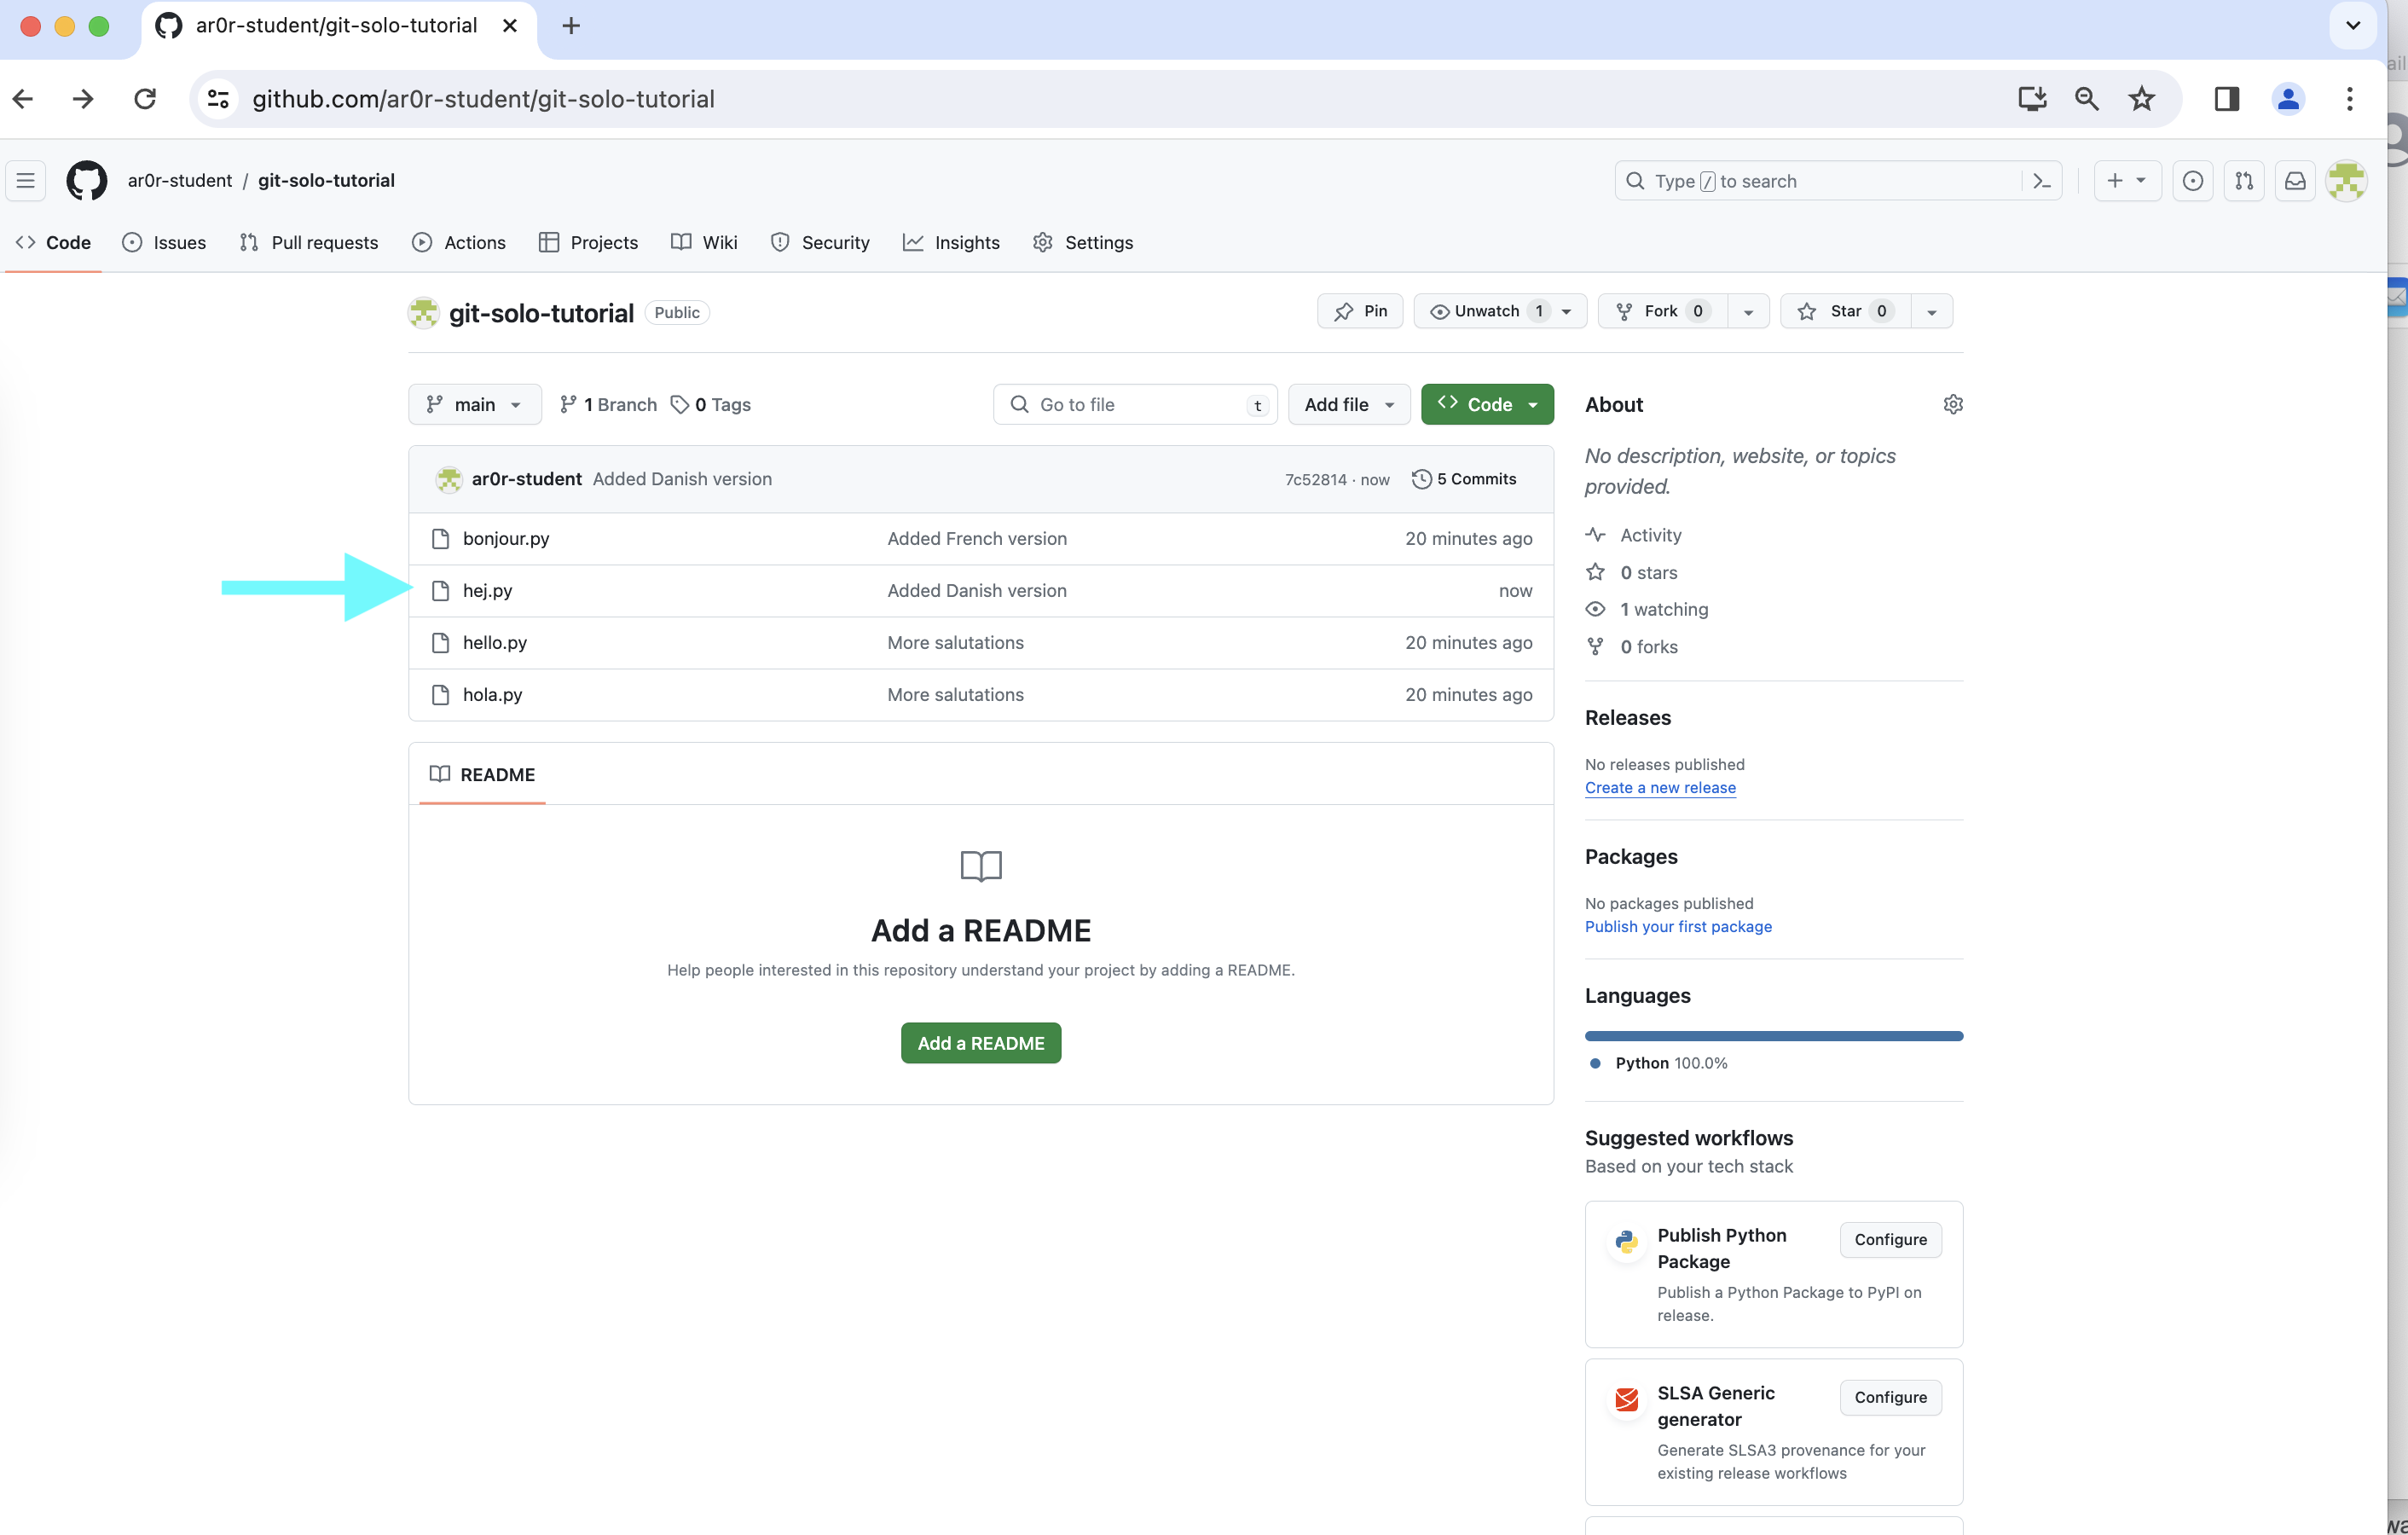 ar0r-student/git-solo-tutorial
github.com/ar0r-student/git-solo-tutorial
ar0r-student / git-solo-tutorial
Type / to search
Code Issues Pull requests Actions Projects Wiki Security Insights Settings
git-solo-tutorial Public
Pin Unwatch 1 Fork 0 Star 0
main 1 Branch 0 Tags Go to file t Add file Code
ar0r-student Added Danish version 7c52814 · now 5 Commits
bonjour.py Added French version 20 minutes ago
hej.py Added Danish version now
hello.py More salutations 20 minutes ago
hola.py More salutations 20 minutes ago
README
Add a README
Help people interested in this repository understand your project by adding a README.
Add a README
About
No description, website, or topics
provided.
Activity
0 stars
1 watching
0 forks
Releases
No releases published
Create a new release
Packages
No packages published
Publish your first package
Languages
Python 100.0%
Suggested workflows
Based on your tech stack
Publish Python
Package
Configure
Publish a Python Package to PyPI on
release.
SLSA Generic
generator
Configure
Generate SLSA3 provenance for your
existing release workflows